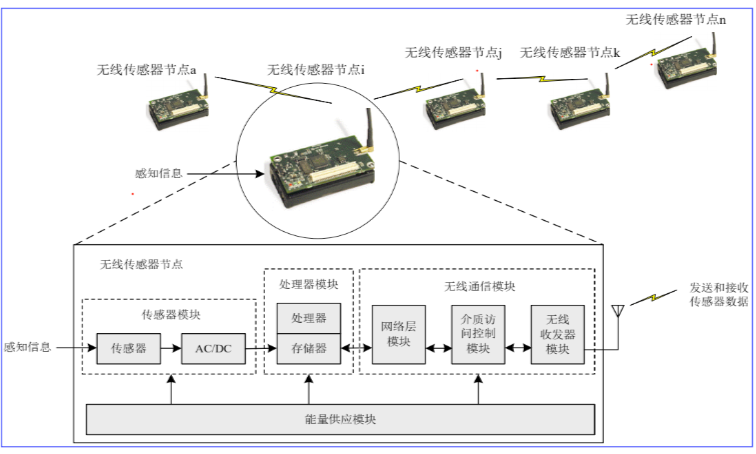 无线传感器节点n
无线传感器节点a
无线传感器节点i
无线传感器节点j
无线传感器节点k
感知信息
无线传感器节点
处理器模块
无线通信模块
发送和接收
传感器数据
传感器模块
处理器
网络层
模块
介质访
问控制
模块
无线
收发器
模块
感知信息
传感器
AC/DC
存储器
能量供应模块